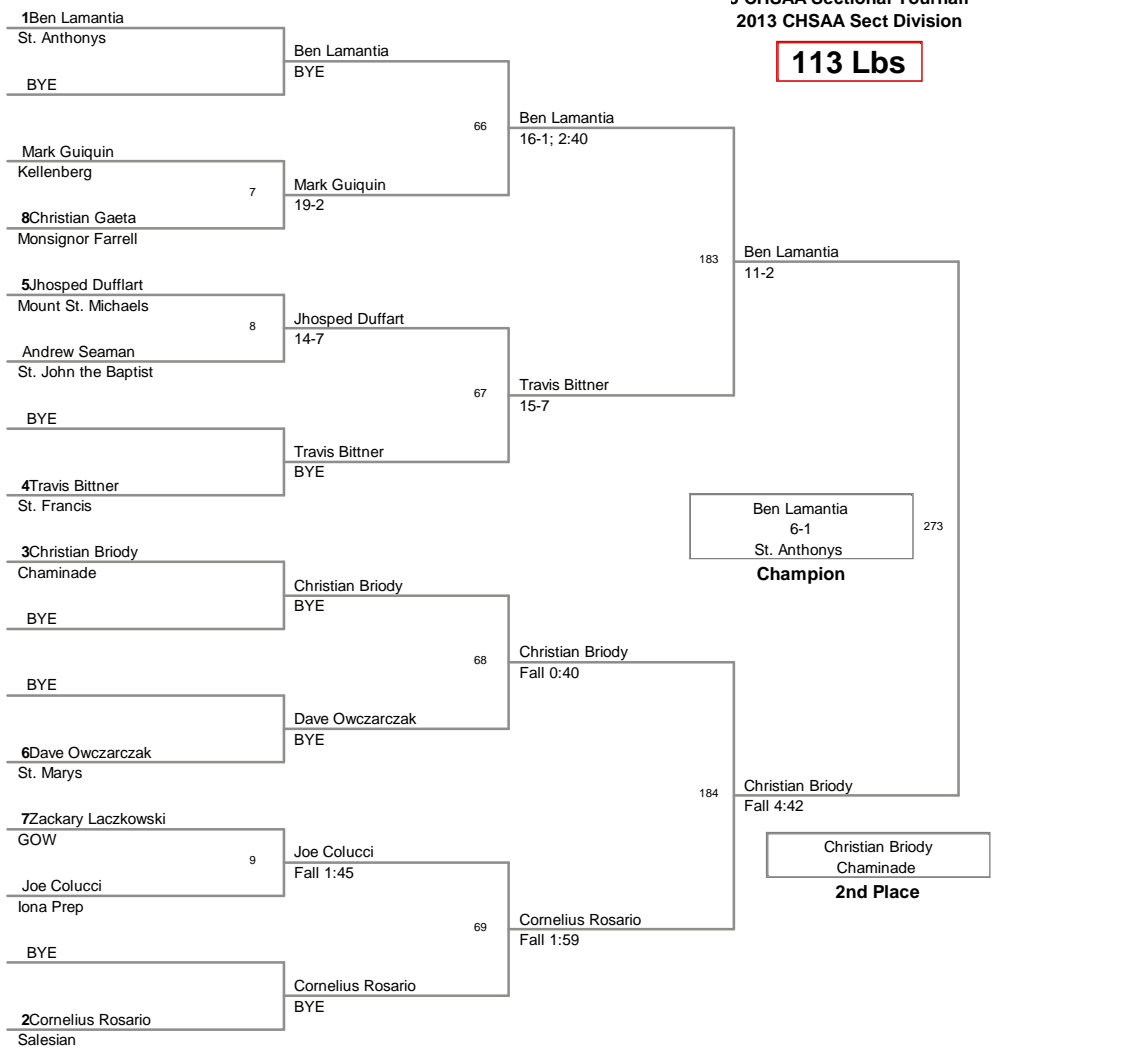 CHSAA Sectional
2013 CHSAA Sect Division
113 Lbs
1Ben Lamantia
St. Anthonys
BYE
Mark Guiquin
Kellenberg
7
8Christian Gaeta
Monsignor Farrell
5Jhosped Dufflart
Mount St. Michaels
8
Andrew Seaman
St. John the Baptist
BYE
4Travis Bittner
St. Francis
3Christian Briody
Chaminade
BYE
BYE
6Dave Owczarczak
St. Marys
7Zackary Laczkowski
GOW
9
Joe Colucci
Iona Prep
BYE
2Cornelius Rosario
Salesian
Ben Lamantia
BYE
66
Mark Guiquin
19-2
Jhosped Duffart
14-7
67
Travis Bittner
BYE
Christian Briody
BYE
68
Dave Owczarczak
BYE
Joe Colucci
Fall 1:45
69
Cornelius Rosario
BYE
Ben Lamantia
16-1; 2:40
183
Travis Bittner
15-7
Christian Briody
Fall 0:40
184
Cornelius Rosario
Fall 1:59
Ben Lamantia
11-2
273
Christian Briody
Fall 4:42
Ben Lamantia
6-1
St. Anthonys
Champion
Christian Briody
Chaminade
2nd Place